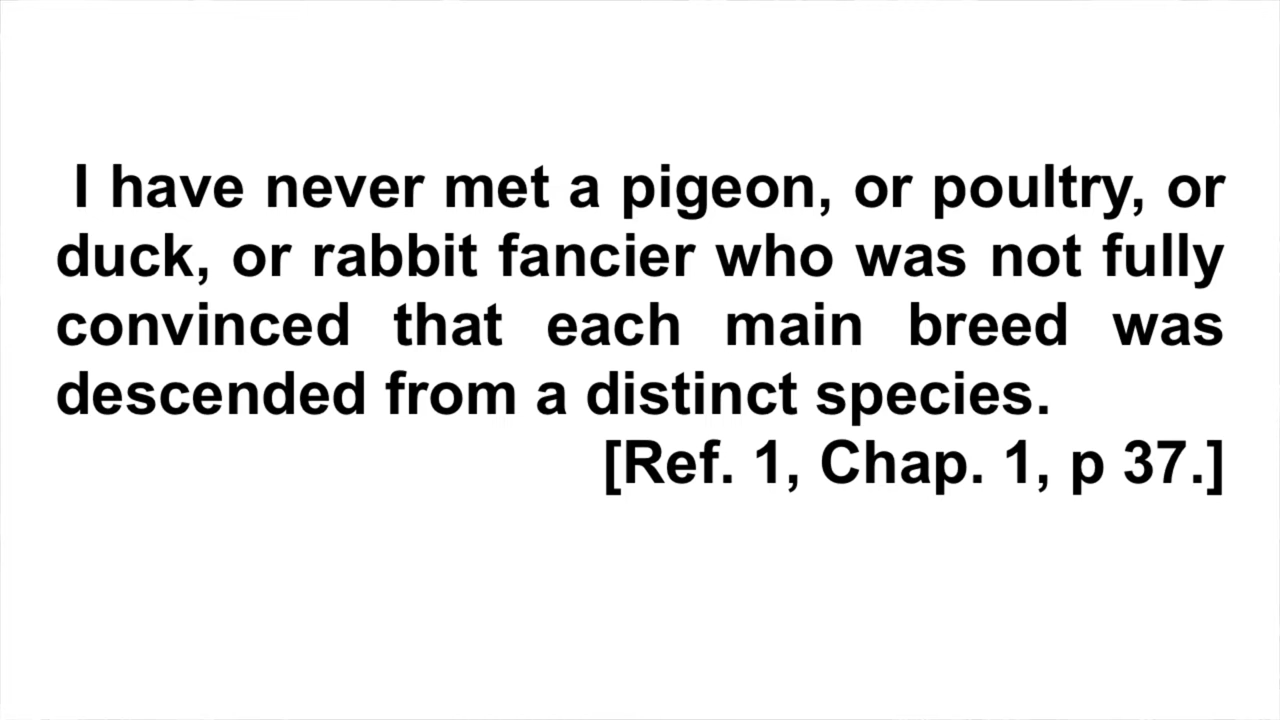 I have never met a pigeon, or poultry, or
duck, or rabbit fancier who was not fully
convinced that each main breed was
descended from a distinct species.
[Ref. 1, Chap. 1, p 37.]